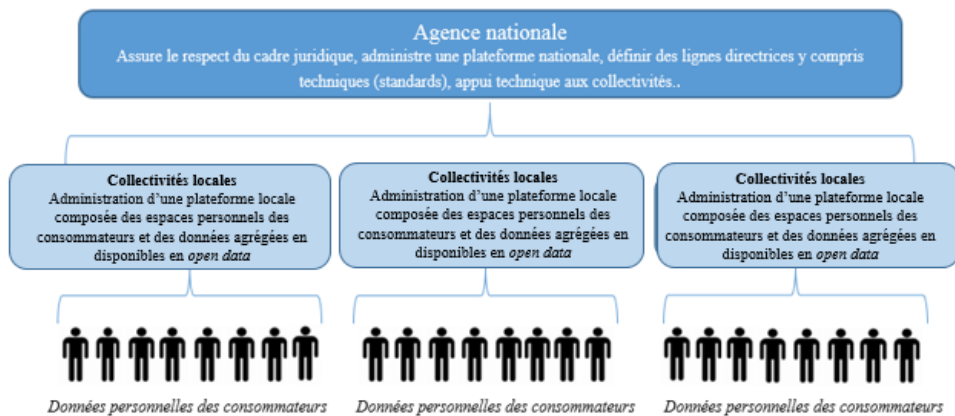 Agence nationale
Assure le respect du cadre juridique, administre une plateforme nationale, définir des lignes directrices y compris
techniques (standards), appui technique aux collectivités..
Collectivités locales
Administration d’une plateforme locale
composée des espaces personnels des
consommateurs et des données agrégées en
disponibles en open data
Collectivités locales
Administration d’une plateforme locale
composée des espaces personnels des
consommateurs et des données agrégées en
disponibles en open data
Collectivités locales
Administration d’une plateforme locale
composée des espaces personnels des
consommateurs et des données agrégées en
disponibles en open data
Données personnelles des consommateurs
Données personnelles des consommateurs
Données personnelles des consommateurs